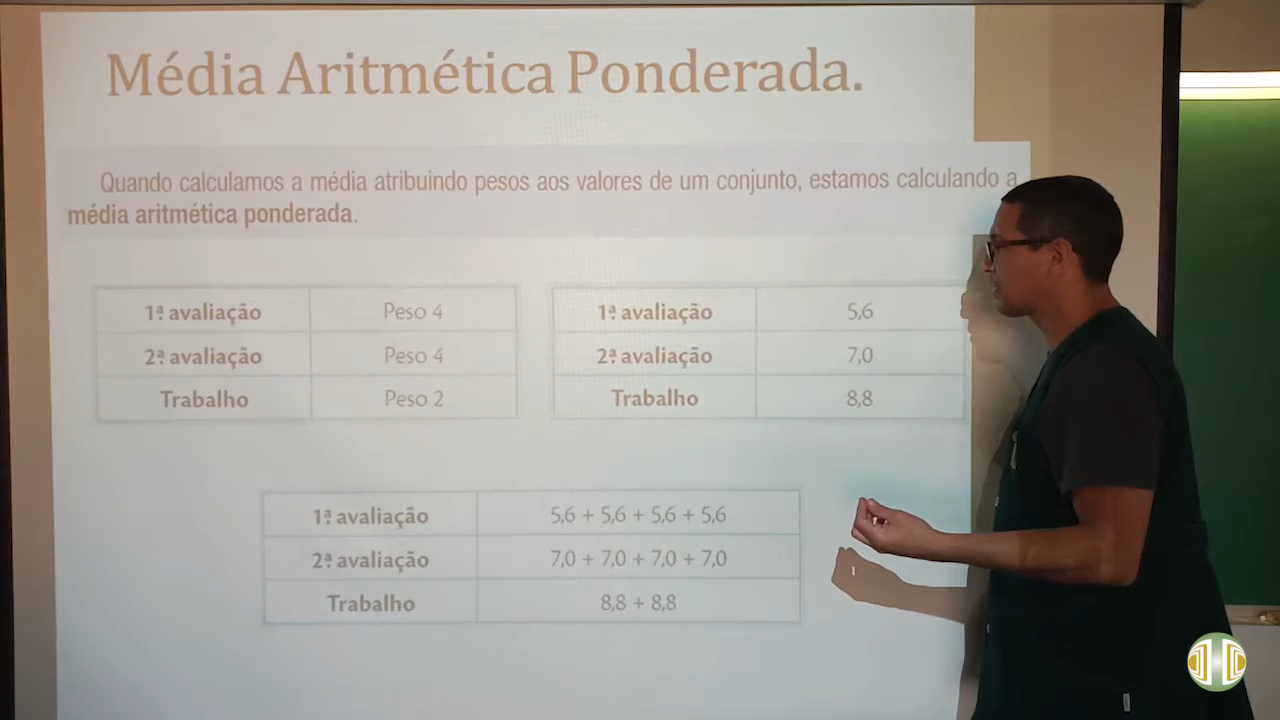 Média Aritmética Ponderada.
Quando calculamos a média atribuindo pesos aos valores de um conjunto, estamos calculando a
média aritmética ponderada.
1ª avaliação Peso 4
2ª avaliação Peso 4
Trabalho Peso 2
1ª avaliação 5,6
2ª avaliação 7,0
Trabalho 8,8
1ª avaliação 5,6 + 5,6 + 5,6 + 5,6
2ª avaliação 7,0 + 7,0 + 7,0 + 7,0
Trabalho 8,8 + 8,8